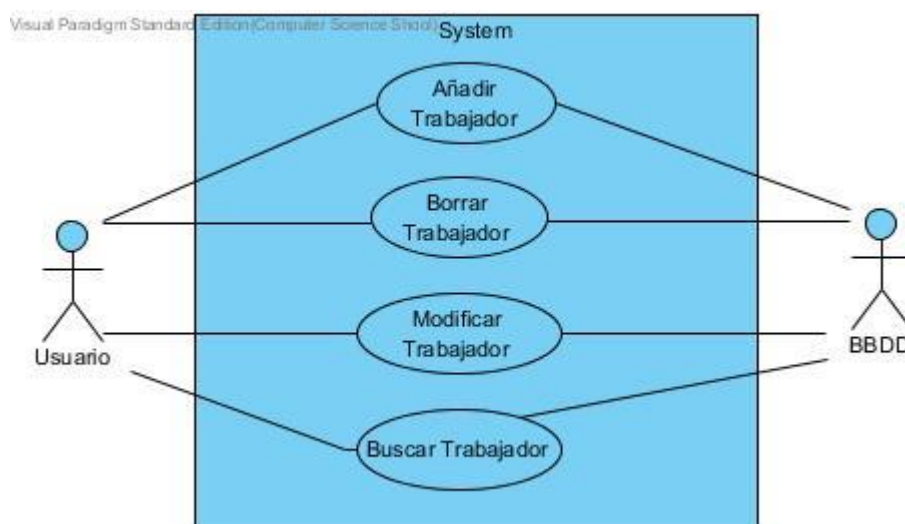 Visual Paradigm Standard Edition(Computer Science Shool)
System
Añadir
Trabajador
Borrar
Trabajador
Modificar
Trabajador
Buscar Trabajador
Usuario
BBDD